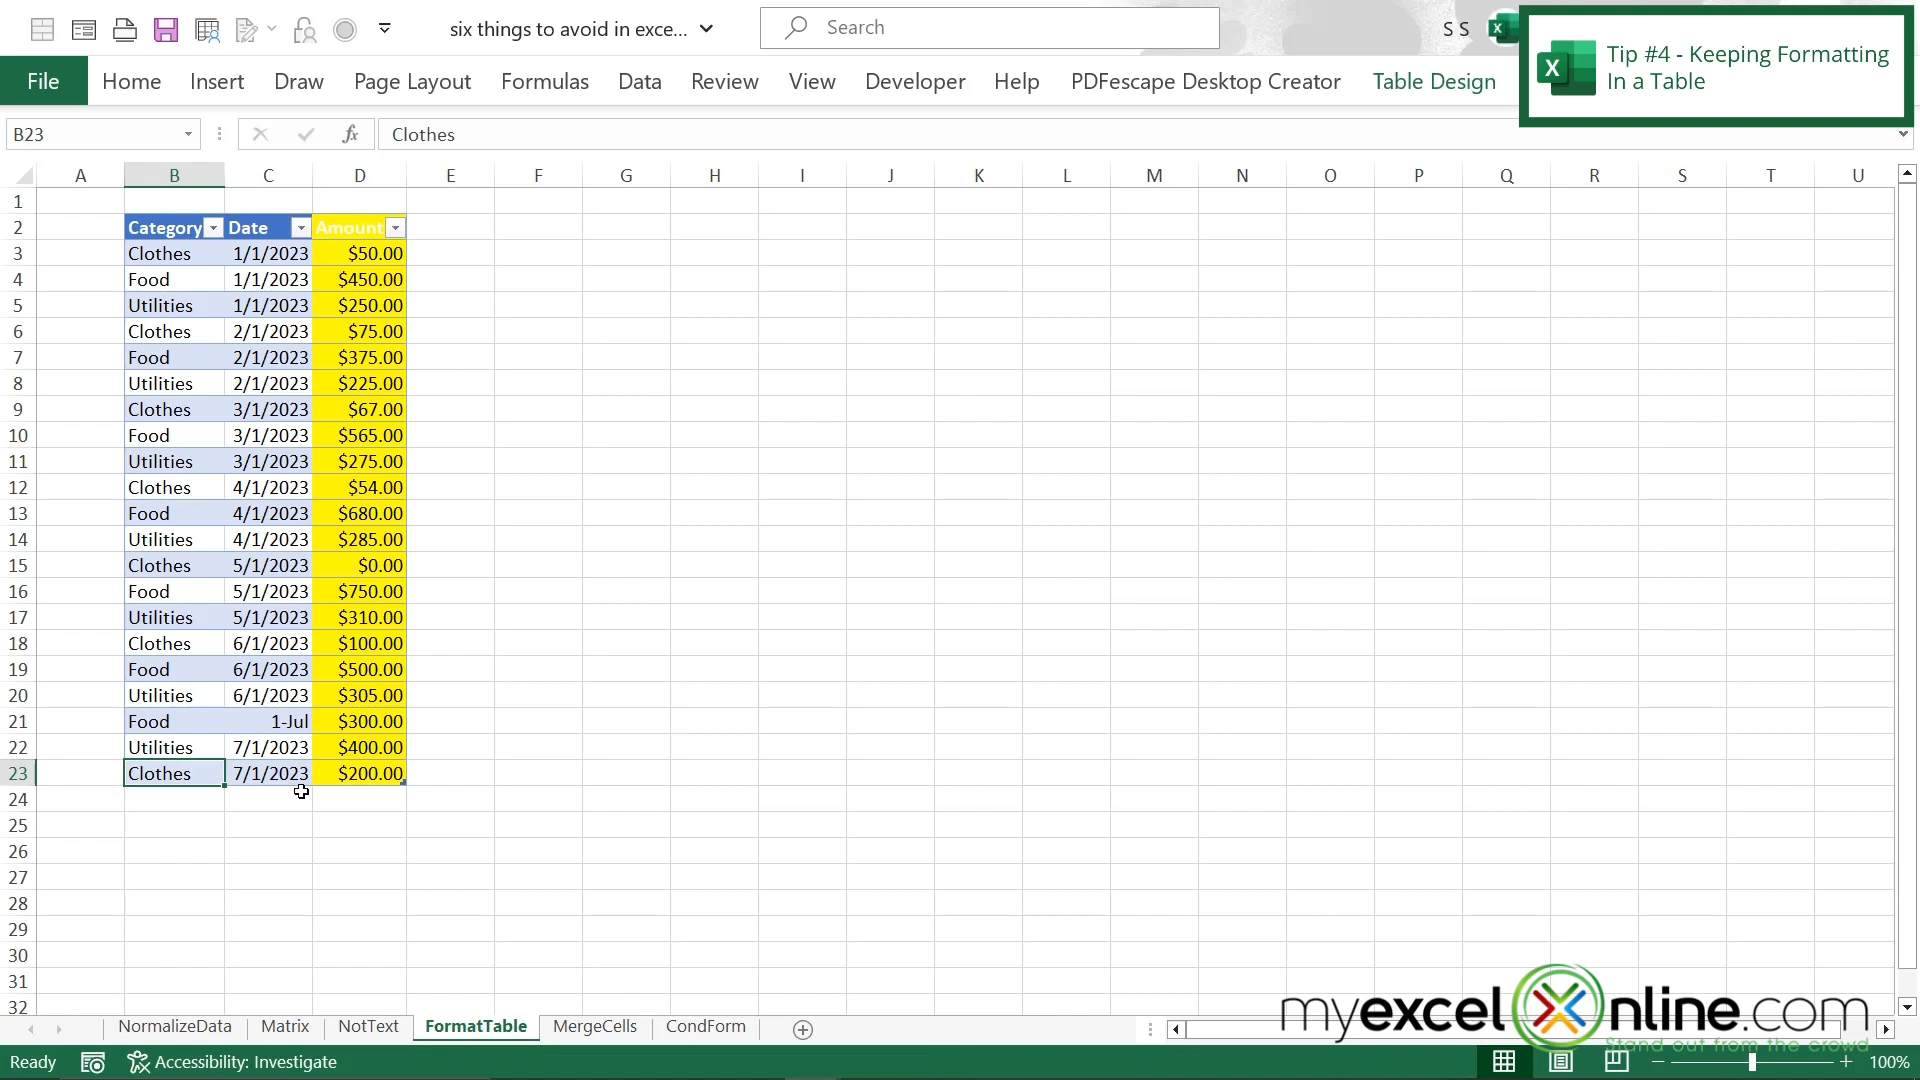 six things to avoid in exce...
Search
S S
Tip #4 - Keeping Formatting
In a Table
File Home Insert Draw Page Layout Formulas Data Review View Developer Help PDFescape Desktop Creator Table Design
B23 fx Clothes
A B C D E F G H I J K L M N O P Q R S T U
1
2 Category Date Amount
3 Clothes 1/1/2023 $50.00
4 Food 1/1/2023 $450.00
5 Utilities 1/1/2023 $250.00
6 Clothes 2/1/2023 $75.00
7 Food 2/1/2023 $375.00
8 Utilities 2/1/2023 $225.00
9 Clothes 3/1/2023 $67.00
10 Food 3/1/2023 $565.00
11 Utilities 3/1/2023 $275.00
12 Clothes 4/1/2023 $54.00
13 Food 4/1/2023 $680.00
14 Utilities 4/1/2023 $285.00
15 Clothes 5/1/2023 $0.00
16 Food 5/1/2023 $750.00
17 Utilities 5/1/2023 $310.00
18 Clothes 6/1/2023 $100.00
19 Food 6/1/2023 $500.00
20 Utilities 6/1/2023 $305.00
21 Food 1-Jul $300.00
22 Utilities 7/1/2023 $400.00
23 Clothes 7/1/2023 $200.00
24
25
26
27
28
29
30
31
32
myexcelonline.com
Stand out from the crowd
NormalizeData Matrix NotText FormatTable MergeCells CondForm
Ready Accessibility: Investigate 100%